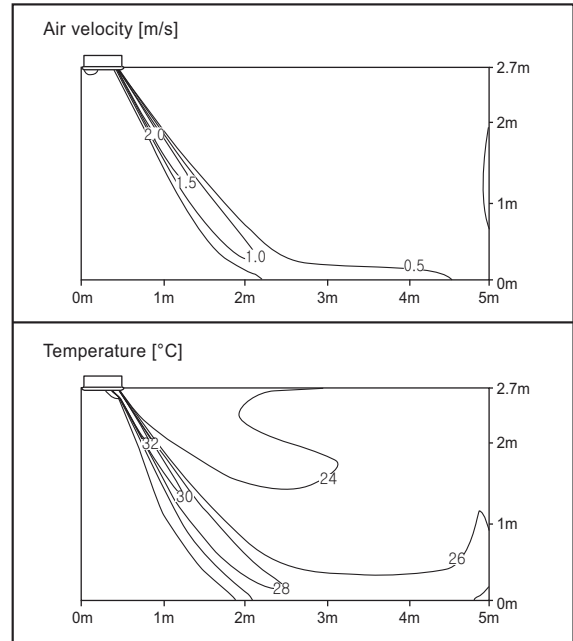 Air velocity [m/s]
2.7m
2m
2.0
1.5
1m
1.0
0.5
0m
0m 1m 2m 3m 4m 5m
Temperature [°C]
2.7m
2m
32
24
30
1m
26
28
0m
0m 1m 2m 3m 4m 5m